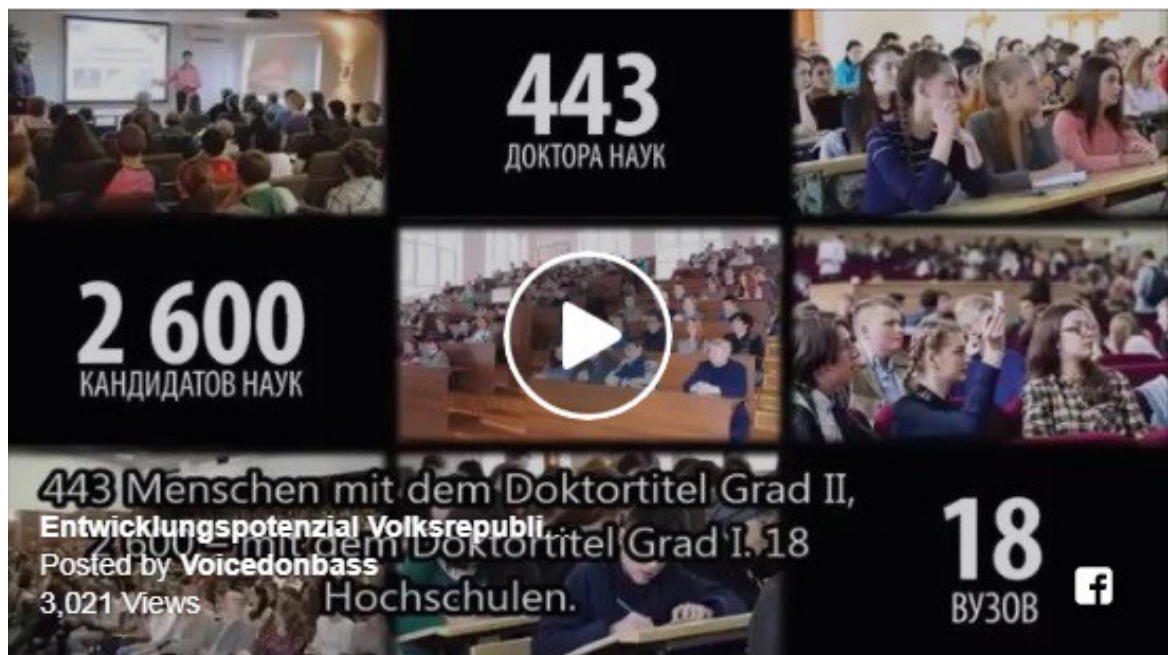 443
ДОКТОРА НАУК
2 600
КАНДИДАТОВ НАУК
443 Menschen mit dem Doktortitel Grad II,
2 600 – mit dem Doktortitel Grad I. 18
Hochschulen.
Entwicklungspotenzial Volksrepubli...
Posted by Voicedonbass
3,021 Views
18
ВУЗОВ